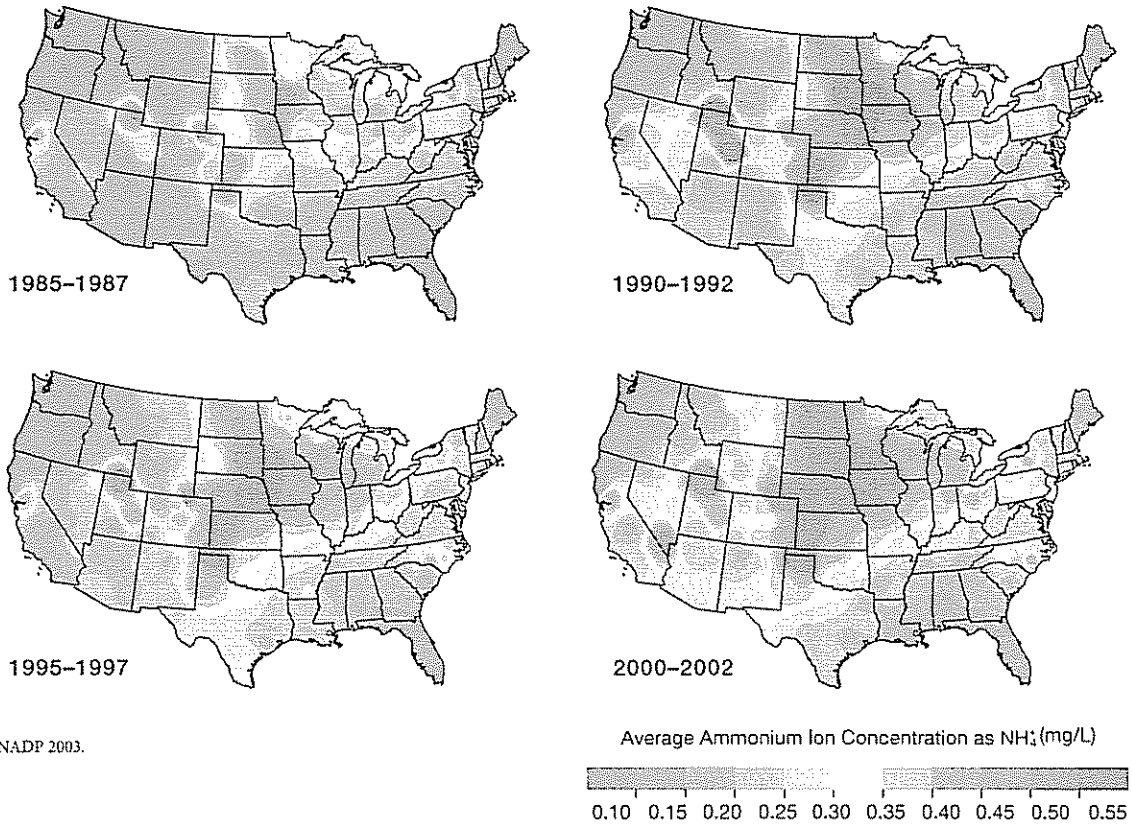 1985–1987
1990–1992
1995–1997
2000–2002
NADP 2003.
Average Ammonium Ion Concentration as NH₄⁺ (mg/L)
0.10 0.15 0.20 0.25 0.30 0.35 0.40 0.45 0.50 0.55